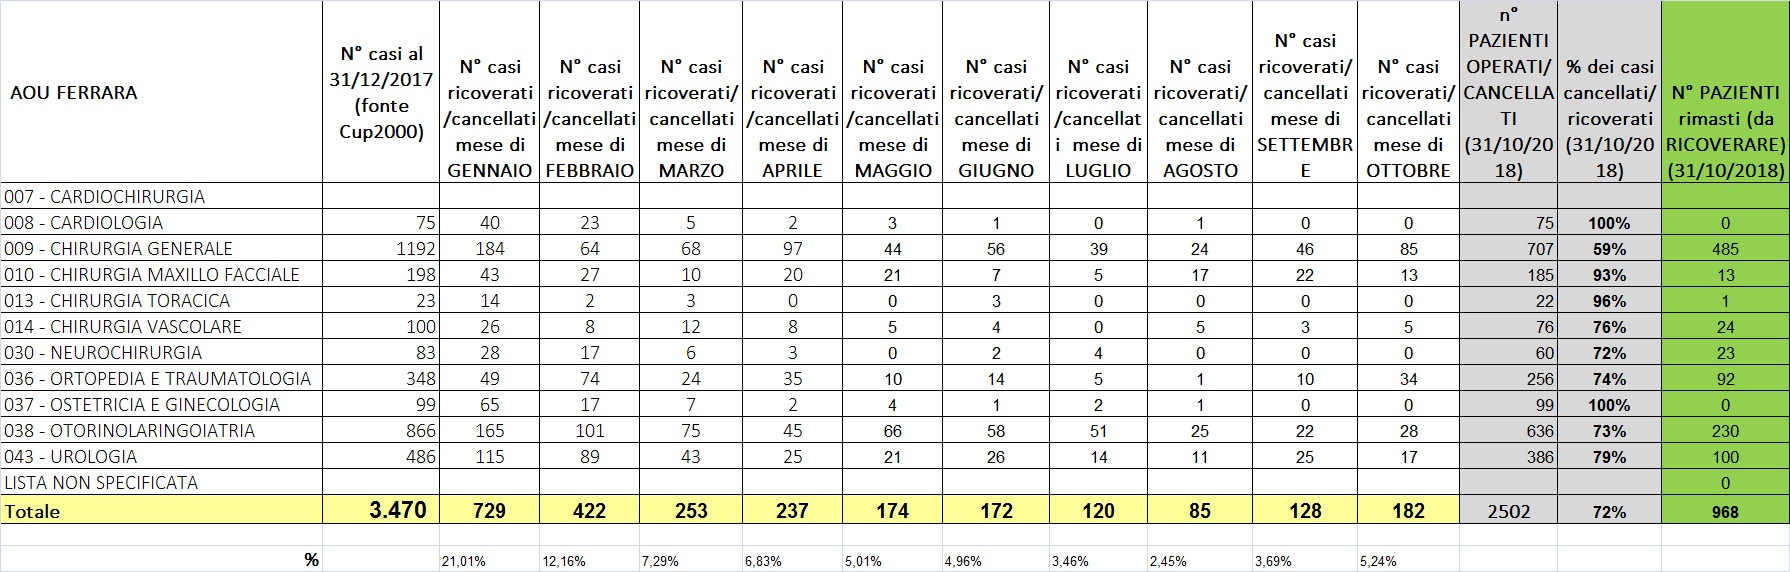 AOU FERRARA
N° casi al
31/12/2017
(fonte
Cup2000)
N° casi
ricoverati
/cancellati
mese di
GENNAIO
N° casi
ricoverati
/cancellati
mese di
FEBBRAIO
N° casi
ricoverati/
cancellati
mese di
MARZO
N° casi
ricoverati
/cancellati
mese di
APRILE
N° casi
ricoverati
/cancellati
mese di
MAGGIO
N° casi
ricoverati
/cancellati
mese di
GIUGNO
N° casi
ricoverati
/cancellat
i mese di
LUGLIO
N° casi
ricoverati/
cancellati
mese di
AGOSTO
N° casi
ricoverati/
cancellati
mese di
SETTEMBR
E
N° casi
ricoverati/
cancellati
mese di
OTTOBRE
n°
PAZIENTI
OPERATI/
CANCELLA
TI
(31/10/20
18)
% dei casi
cancellati/
ricoverati
(31/10/20
18)
N° PAZIENTI
rimasti (da
RICOVERARE)
(31/10/2018)
007 - CARDIOCHIRURGIA
008 - CARDIOLOGIA 75 40 23 5 2 3 1 0 1 0 0 75 100% 0
009 - CHIRURGIA GENERALE 1192 184 64 68 97 44 56 39 24 46 85 707 59% 485
010 - CHIRURGIA MAXILLO FACCIALE 198 43 27 10 20 21 7 5 17 22 13 185 93% 13
013 - CHIRURGIA TORACICA 23 14 2 3 0 0 3 0 0 0 0 22 96% 1
014 - CHIRURGIA VASCOLARE 100 26 8 12 8 5 4 0 5 3 5 76 76% 24
030 - NEUROCHIRURGIA 83 28 17 6 3 0 2 4 0 0 0 60 72% 23
036 - ORTOPEDIA E TRAUMATOLOGIA 348 49 74 24 35 10 14 5 1 10 34 256 74% 92
037 - OSTETRICIA E GINECOLOGIA 99 65 17 7 2 4 1 2 1 0 0 99 100% 0
038 - OTORINOLARINGOIATRIA 866 165 101 75 45 66 58 51 25 22 28 636 73% 230
043 - UROLOGIA 486 115 89 43 25 21 26 14 11 25 17 386 79% 100
LISTA NON SPECIFICATA 0
Totale 3.470 729 422 253 237 174 172 120 85 128 182 2502 72% 968
% 21,01% 12,16% 7,29% 6,83% 5,01% 4,96% 3,46% 2,45% 3,69% 5,24%